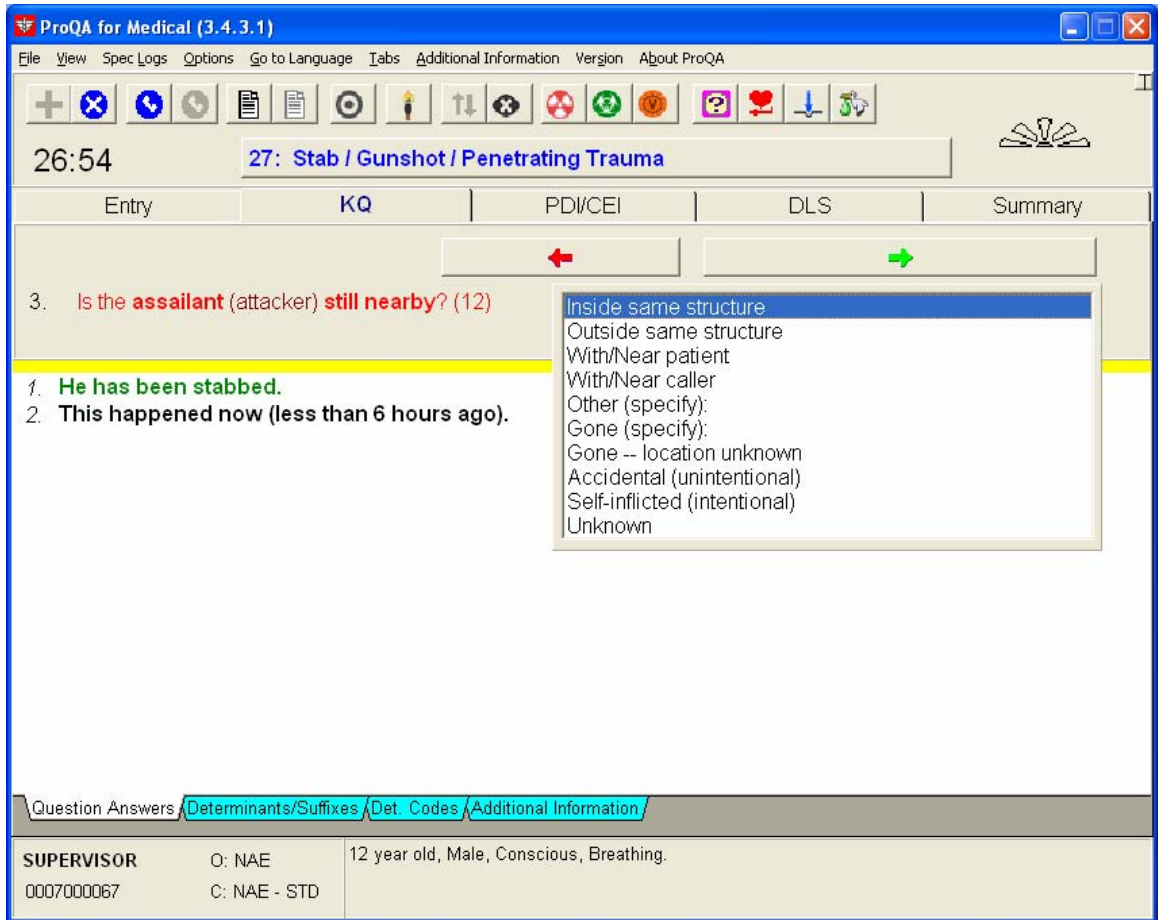 ProQA for Medical (3.4.3.1)
File View Spec Logs Options Go to Language Tabs Additional Information Version About ProQA
26:54
27: Stab / Gunshot / Penetrating Trauma
Entry KQ PDI/CEI DLS Summary
3. Is the assailant (attacker) still nearby? (12)
Inside same structure
Outside same structure
With/Near patient
With/Near caller
Other (specify):
Gone (specify):
Gone -- location unknown
Accidental (unintentional)
Self-inflicted (intentional)
Unknown
1. He has been stabbed.
2. This happened now (less than 6 hours ago).
Question Answers Determinants/Suffixes Det. Codes Additional Information
SUPERVISOR O: NAE 12 year old, Male, Conscious, Breathing.
0007000067 C: NAE - STD